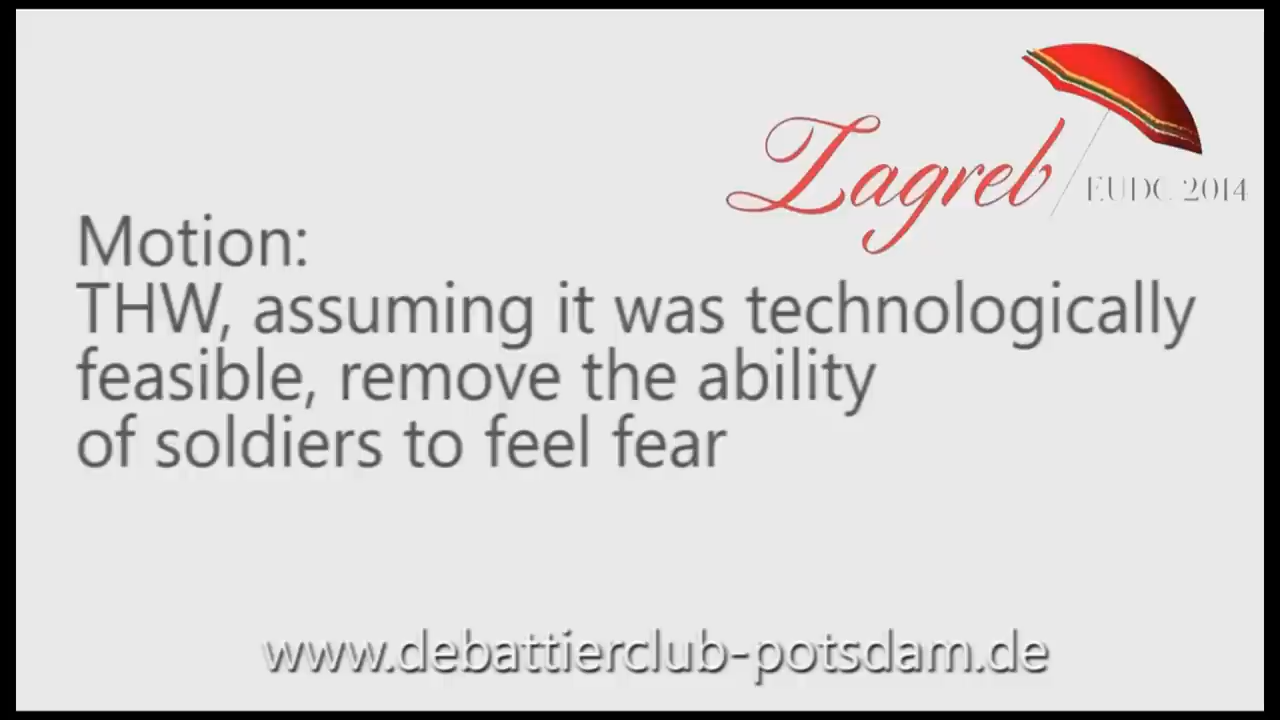 Zagreb
EUDC 2014
Motion:
THW, assuming it was technologically
feasible, remove the ability
of soldiers to feel fear
www.debattierclub-potsdam.de